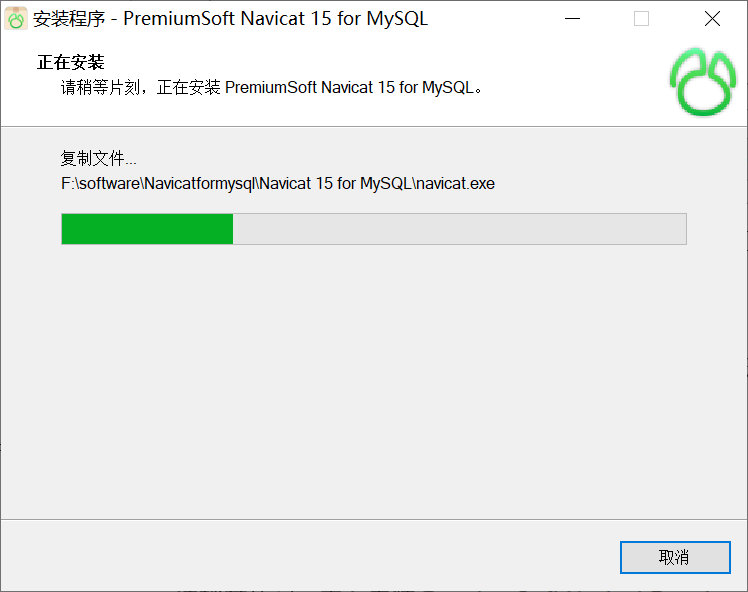 安装程序 - PremiumSoft Navicat 15 for MySQL
正在安装
请稍等片刻，正在安装 PremiumSoft Navicat 15 for MySQL。
复制文件...
F:\software\Navicatformysql\Navicat 15 for MySQL\navicat.exe
取消